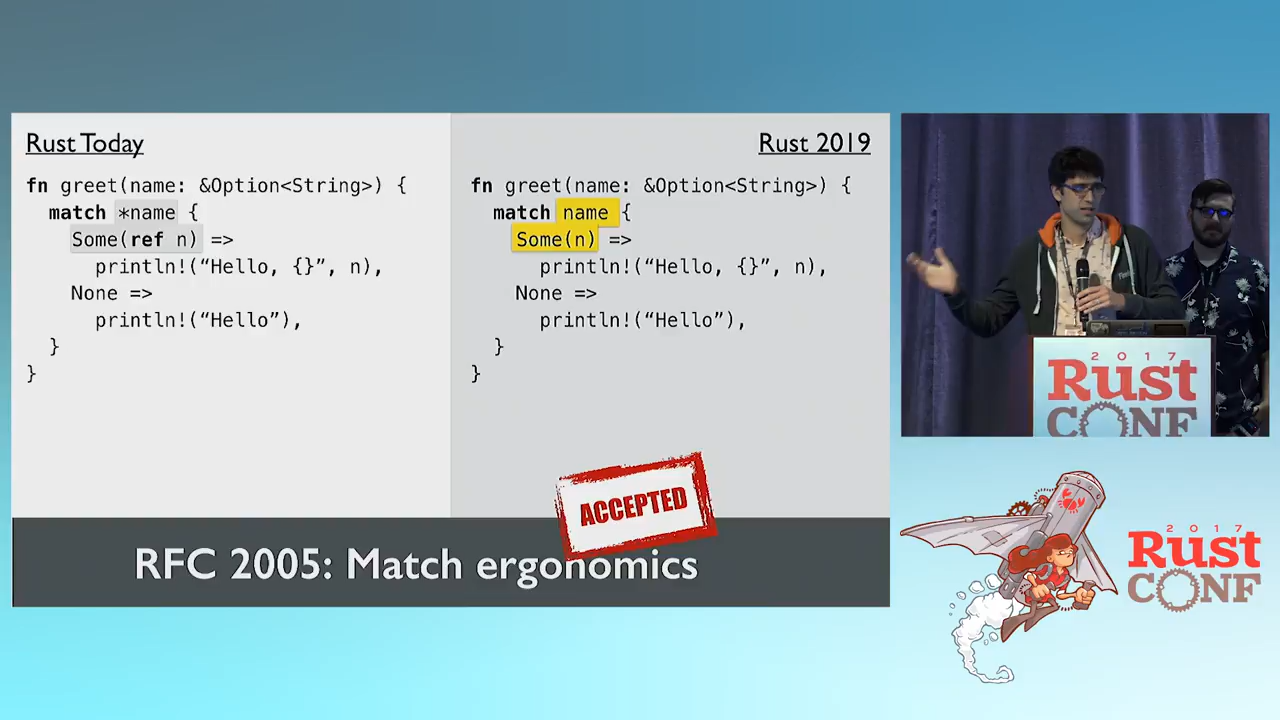 Rust Today
fn greet(name: &Option<String>) {
  match *name {
    Some(ref n) =>
      println!(“Hello, {}”, n),
    None =>
      println!(“Hello”),
  }
}
Rust 2019
fn greet(name: &Option<String>) {
  match name {
    Some(n) =>
      println!(“Hello, {}”, n),
    None =>
      println!(“Hello”),
  }
}
ACCEPTED
RFC 2005: Match ergonomics
2017
Rust
CONF
2017
Rust
CONF